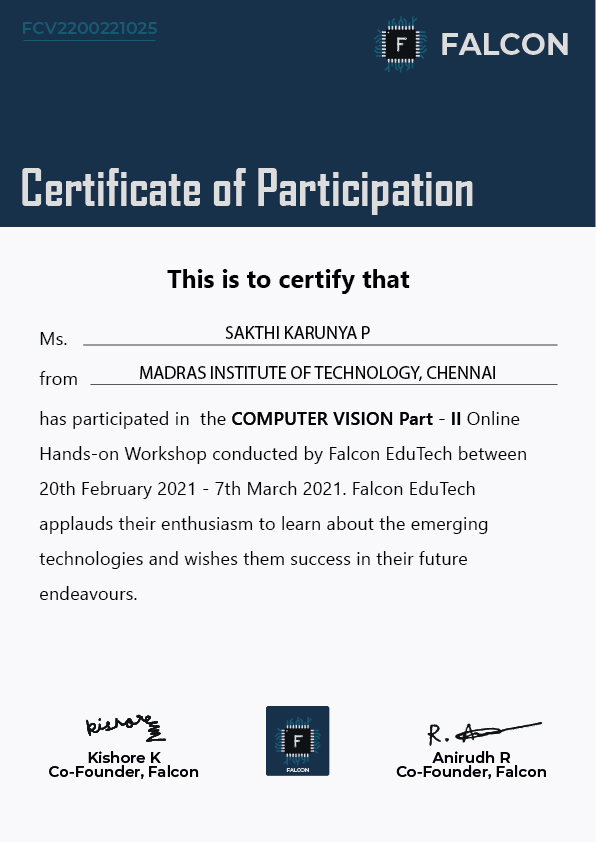 FCV2200221025
F
FALCON
Certificate of Participation
This is to certify that
Ms. SAKTHI KARUNYA P
from MADRAS INSTITUTE OF TECHNOLOGY, CHENNAI
has participated in the COMPUTER VISION Part - II Online
Hands-on Workshop conducted by Falcon EduTech between
20th February 2021 - 7th March 2021. Falcon EduTech
applauds their enthusiasm to learn about the emerging
technologies and wishes them success in their future
endeavours.
kishore
Kishore K
Co-Founder, Falcon
F
FALCON
R.
Anirudh R
Co-Founder, Falcon